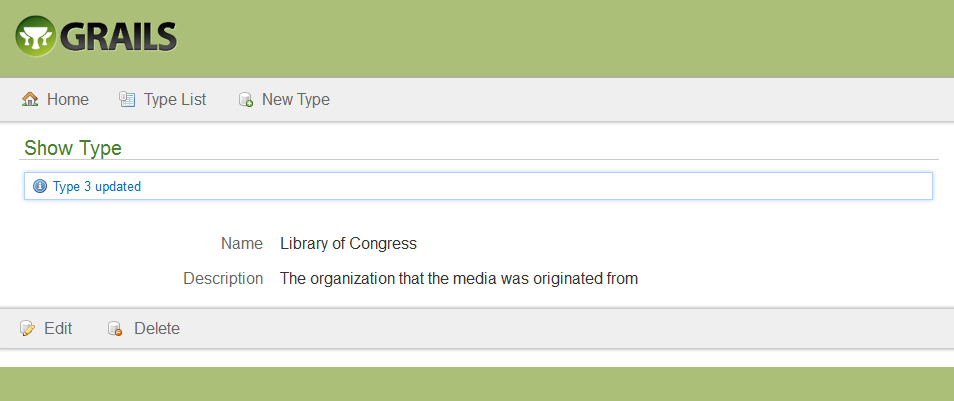 GRAILS
Home Type List New Type
Show Type
Type 3 updated
Name Library of Congress
Description The organization that the media was originated from
Edit Delete